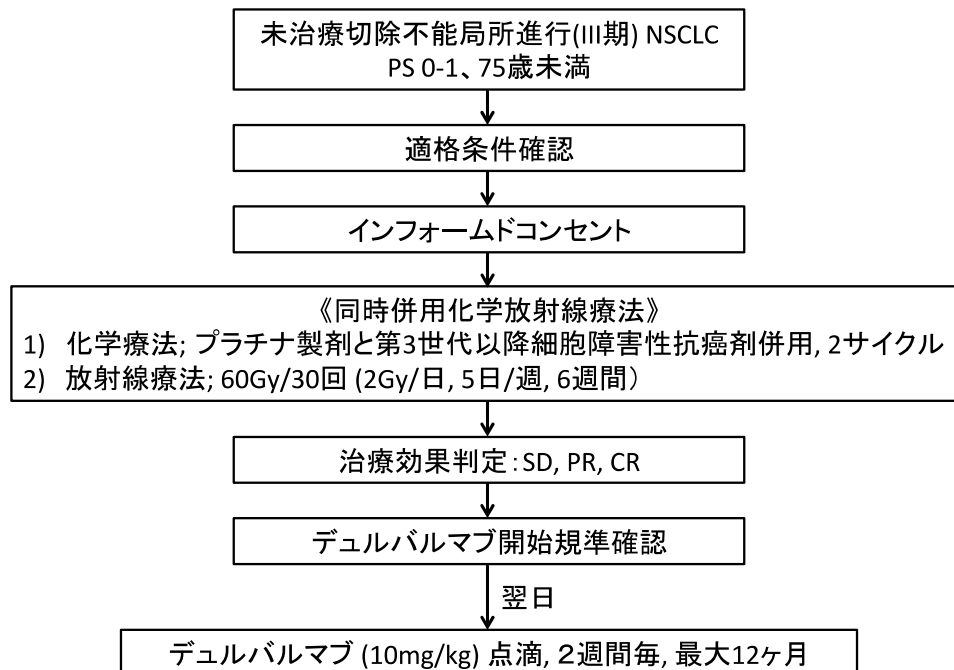 未治療切除不能局所進行(III期) NSCLC
PS 0-1、75歳未満
適格条件確認
インフォームドコンセント
《同時併用化学放射線療法》
1) 化学療法; プラチナ製剤と第3世代以降細胞障害性抗癌剤併用, 2サイクル
2) 放射線療法; 60Gy/30回 (2Gy/日, 5日/週, 6週間）
治療効果判定：SD, PR, CR
デュルバルマブ開始規準確認
翌日
デュルバルマブ (10mg/kg) 点滴, ２週間毎, 最大12ヶ月